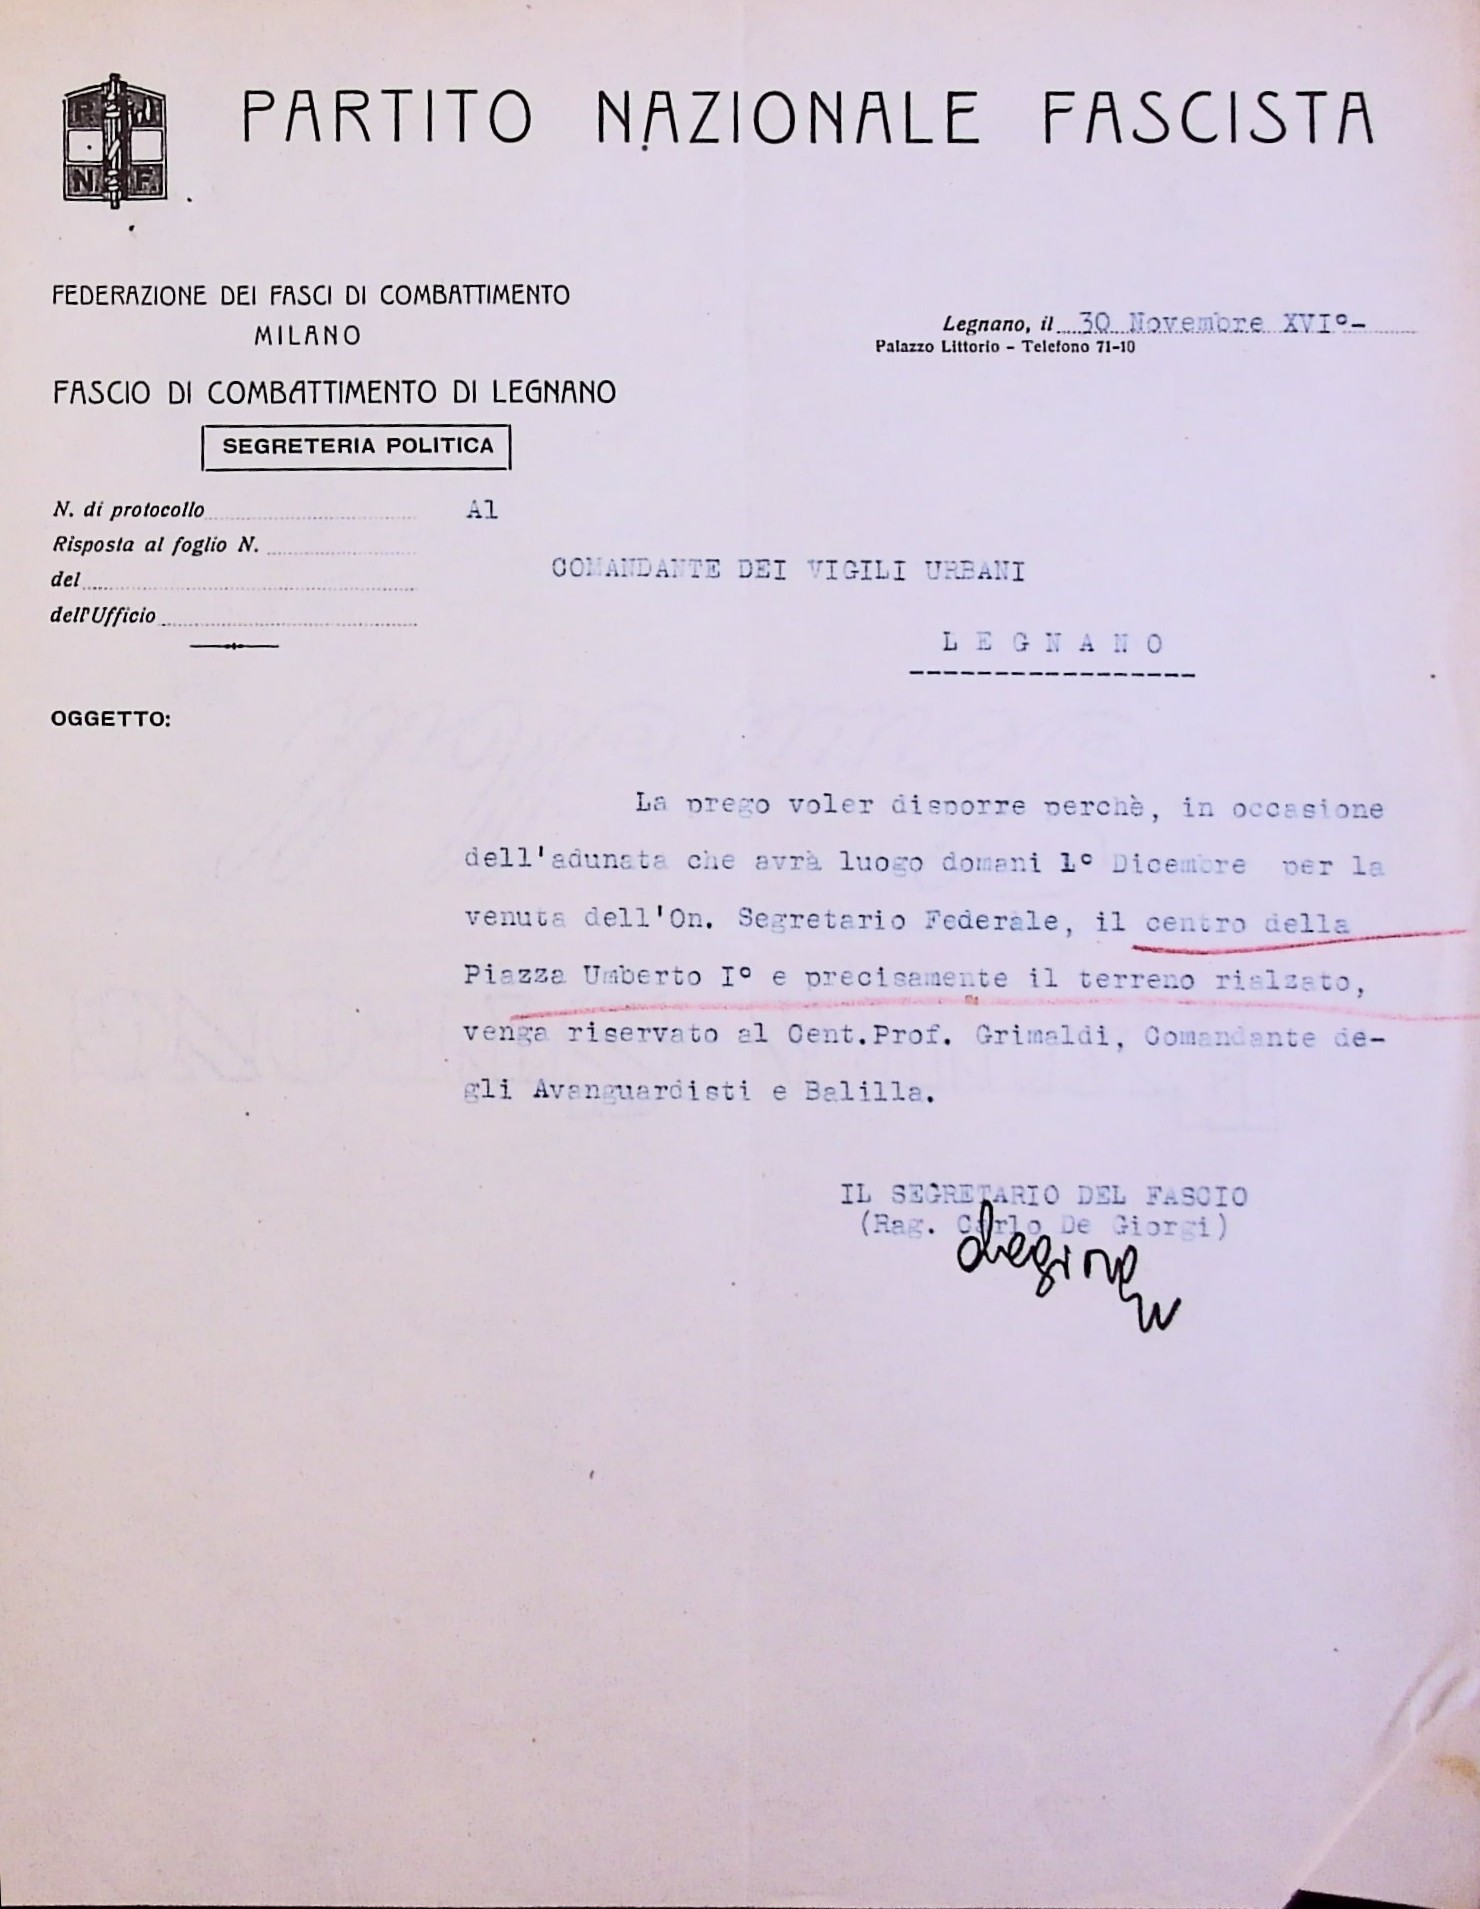 P. N.
N. F.
PARTITO NAZIONALE FASCISTA
FEDERAZIONE DEI FASCI DI COMBATTIMENTO
MILANO
Legnano, il 30 Novembre XVI°-
Palazzo Littorio - Telefono 71-10
FASCIO DI COMBATTIMENTO DI LEGNANO
SEGRETERIA POLITICA
N. di protocollo
Risposta al foglio N.
del
dell'Ufficio
Al
COMANDANTE DEI VIGILI URBANI
L E G N A N O
OGGETTO:
La prego voler disporre perchè, in occasione
dell'adunata che avrà luogo domani 1° Dicembre per la
venuta dell'On. Segretario Federale, il centro della
Piazza Umberto I° e precisamente il terreno rialzato,
venga riservato al Cent.Prof. Grimaldi, Comandante de-
gli Avanguardisti e Balilla.
IL SEGRETARIO DEL FASCIO
(Rag. Carlo De Giorgi)